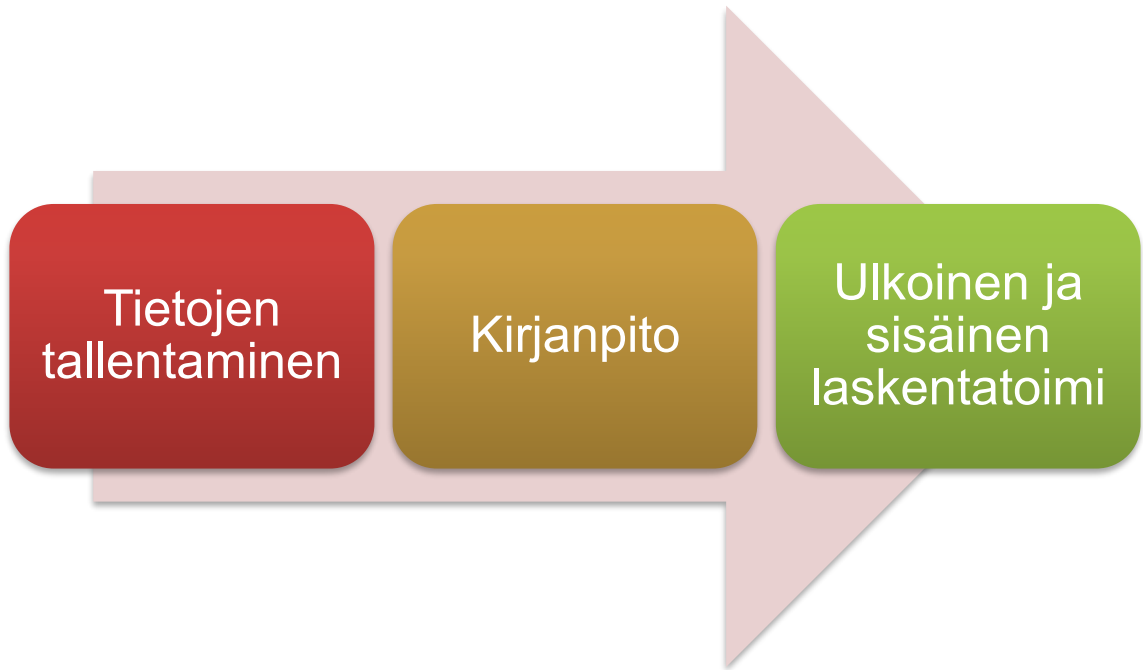 Tietojen
tallentaminen
Kirjanpito
Ulkoinen ja
sisäinen
laskentatoimi